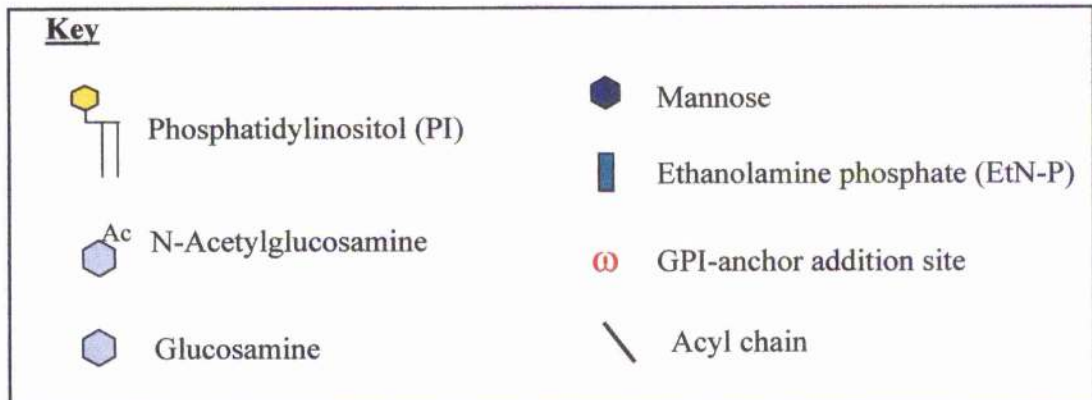 Key
Phosphatidylinositol (PI)
Ac
N-Acetylglucosamine
Glucosamine
Mannose
Ethanolamine phosphate (EtN-P)
ω GPI-anchor addition site
Acyl chain